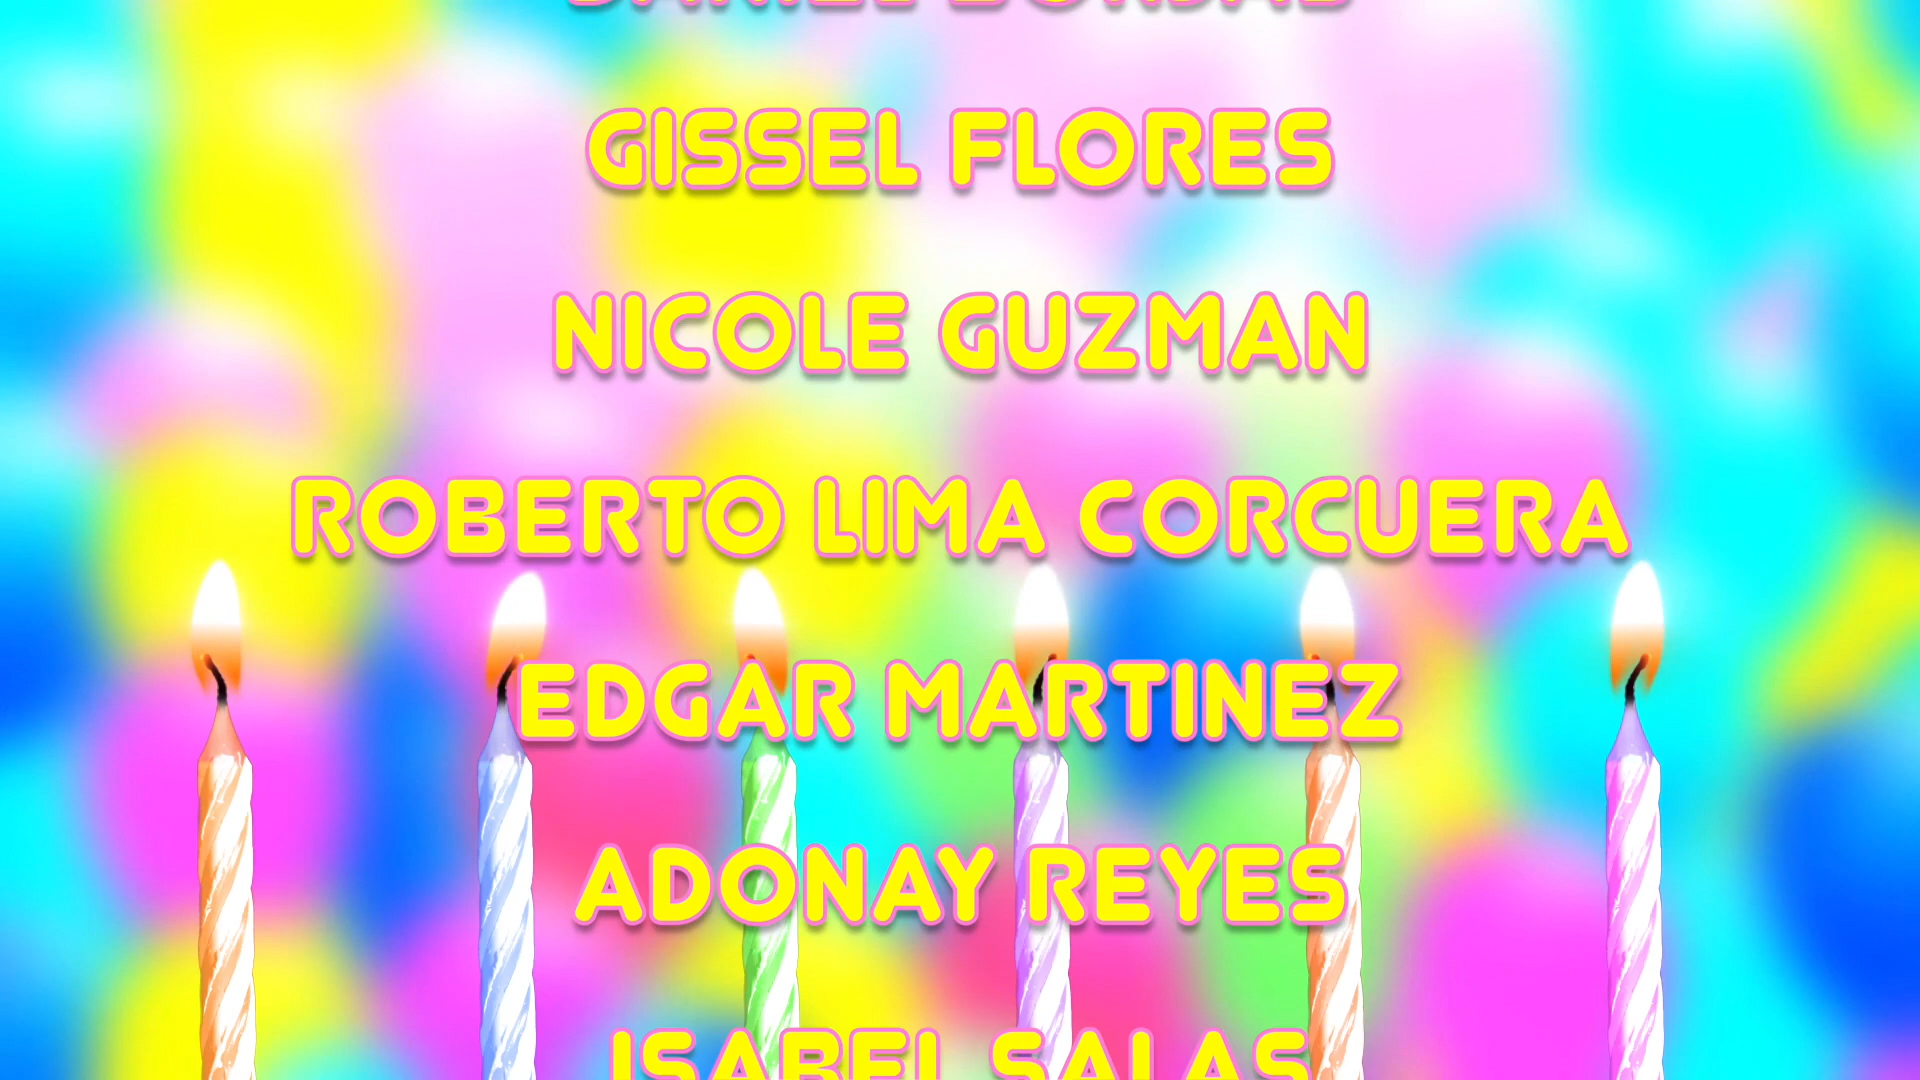 GISSEL FLORES
NICOLE GUZMAN
ROBERTO LIMA CORCUERA
EDGAR MARTINEZ
ADONAY REYES
ISABEL SALAS